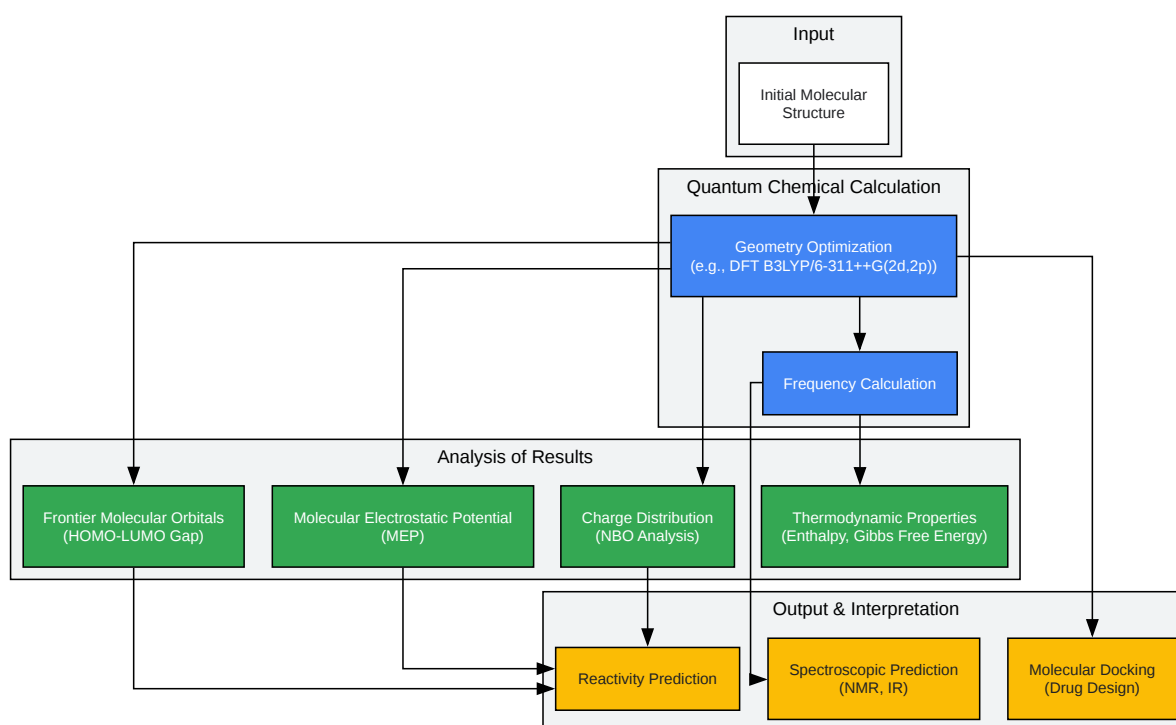 Input
Initial Molecular
Structure
Quantum Chemical Calculation
Geometry Optimization
(e.g., DFT B3LYP/6-311++G(2d,2p))
Frequency Calculation
Analysis of Results
Frontier Molecular Orbitals
(HOMO-LUMO Gap)
Molecular Electrostatic Potential
(MEP)
Charge Distribution
(NBO Analysis)
Thermodynamic Properties
(Enthalpy, Gibbs Free Energy)
Output & Interpretation
Reactivity Prediction
Spectroscopic Prediction
(NMR, IR)
Molecular Docking
(Drug Design)